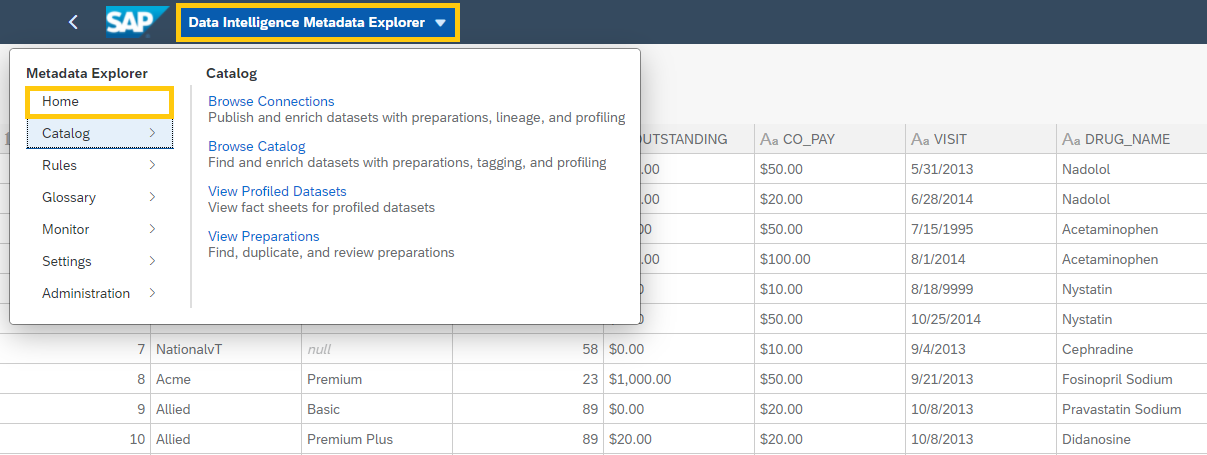 SAP Data Intelligence Metadata Explorer
Metadata Explorer
Home
Catalog
Rules
Glossary
Monitor
Settings
Administration
Catalog
Browse Connections
Publish and enrich datasets with preparations, lineage, and profiling
Browse Catalog
Find and enrich datasets with preparations, tagging, and profiling
View Profiled Datasets
View fact sheets for profiled datasets
View Preparations
Find, duplicate, and review preparations
UTSTANDING Aa CO_PAY Aa VISIT Aa DRUG_NAME
.00 $50.00 5/31/2013 Nadolol
.00 $20.00 6/28/2014 Nadolol
00 $50.00 7/15/1995 Acetaminophen
.00 $100.00 8/1/2014 Acetaminophen
0 $10.00 8/18/9999 Nystatin
0 $50.00 10/25/2014 Nystatin
7 NationalvT null 58 $0.00 $10.00 9/4/2013 Cephradine
8 Acme Premium 23 $1,000.00 $50.00 9/21/2013 Fosinopril Sodium
9 Allied Basic 89 $0.00 $20.00 10/8/2013 Pravastatin Sodium
10 Allied Premium Plus 89 $20.00 $20.00 10/8/2013 Didanosine